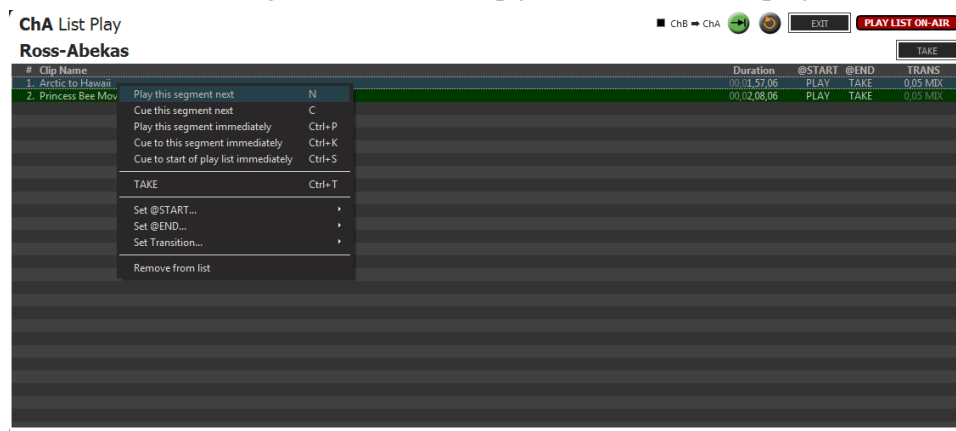 ChA List Play
ChB ➡ ChA EXIT PLAY LIST ON-AIR
Ross-Abekas
TAKE
# Clip Name Duration @START @END TRANS
1. Arctic to Hawaii 00,01,57,06 PLAY TAKE 0,05 MIX
2. Princess Bee Mov 00,02,08,06 PLAY TAKE 0,05 MIX
Play this segment next N
Cue this segment next C
Play this segment immediately Ctrl+P
Cue to this segment immediately Ctrl+K
Cue to start of play list immediately Ctrl+S
TAKE Ctrl+T
Set @START...
Set @END...
Set Transition...
Remove from list